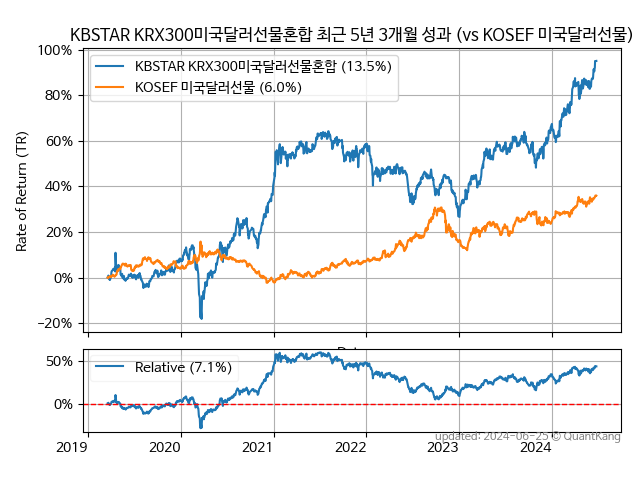 KBSTAR KRX300미국달러선물혼합 최근 5년 3개월 성과 (vs KOSEF 미국달러선물)
100%
80%
60%
40%
20%
0%
−20%
Rate of Return (TR)
KBSTAR KRX300미국달러선물혼합 (13.5%)
KOSEF 미국달러선물 (6.0%)
50%
0%
Relative (7.1%)
2019
2020
2021
2022
2023
2024
updated: 2024-06-25 © QuantKang